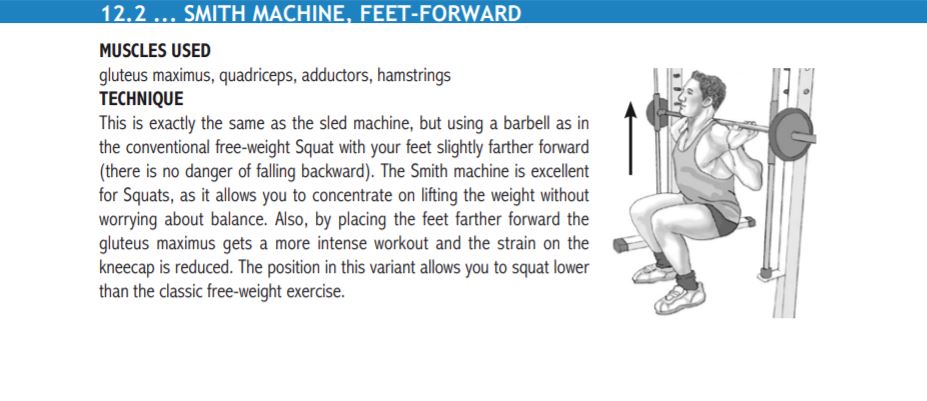 12.2 ... SMITH MACHINE, FEET-FORWARD
MUSCLES USED
gluteus maximus, quadriceps, adductors, hamstrings
TECHNIQUE
This is exactly the same as the sled machine, but using a barbell as in
the conventional free-weight Squat with your feet slightly farther forward
(there is no danger of falling backward). The Smith machine is excellent
for Squats, as it allows you to concentrate on lifting the weight without
worrying about balance. Also, by placing the feet farther forward the
gluteus maximus gets a more intense workout and the strain on the
kneecap is reduced. The position in this variant allows you to squat lower
than the classic free-weight exercise.